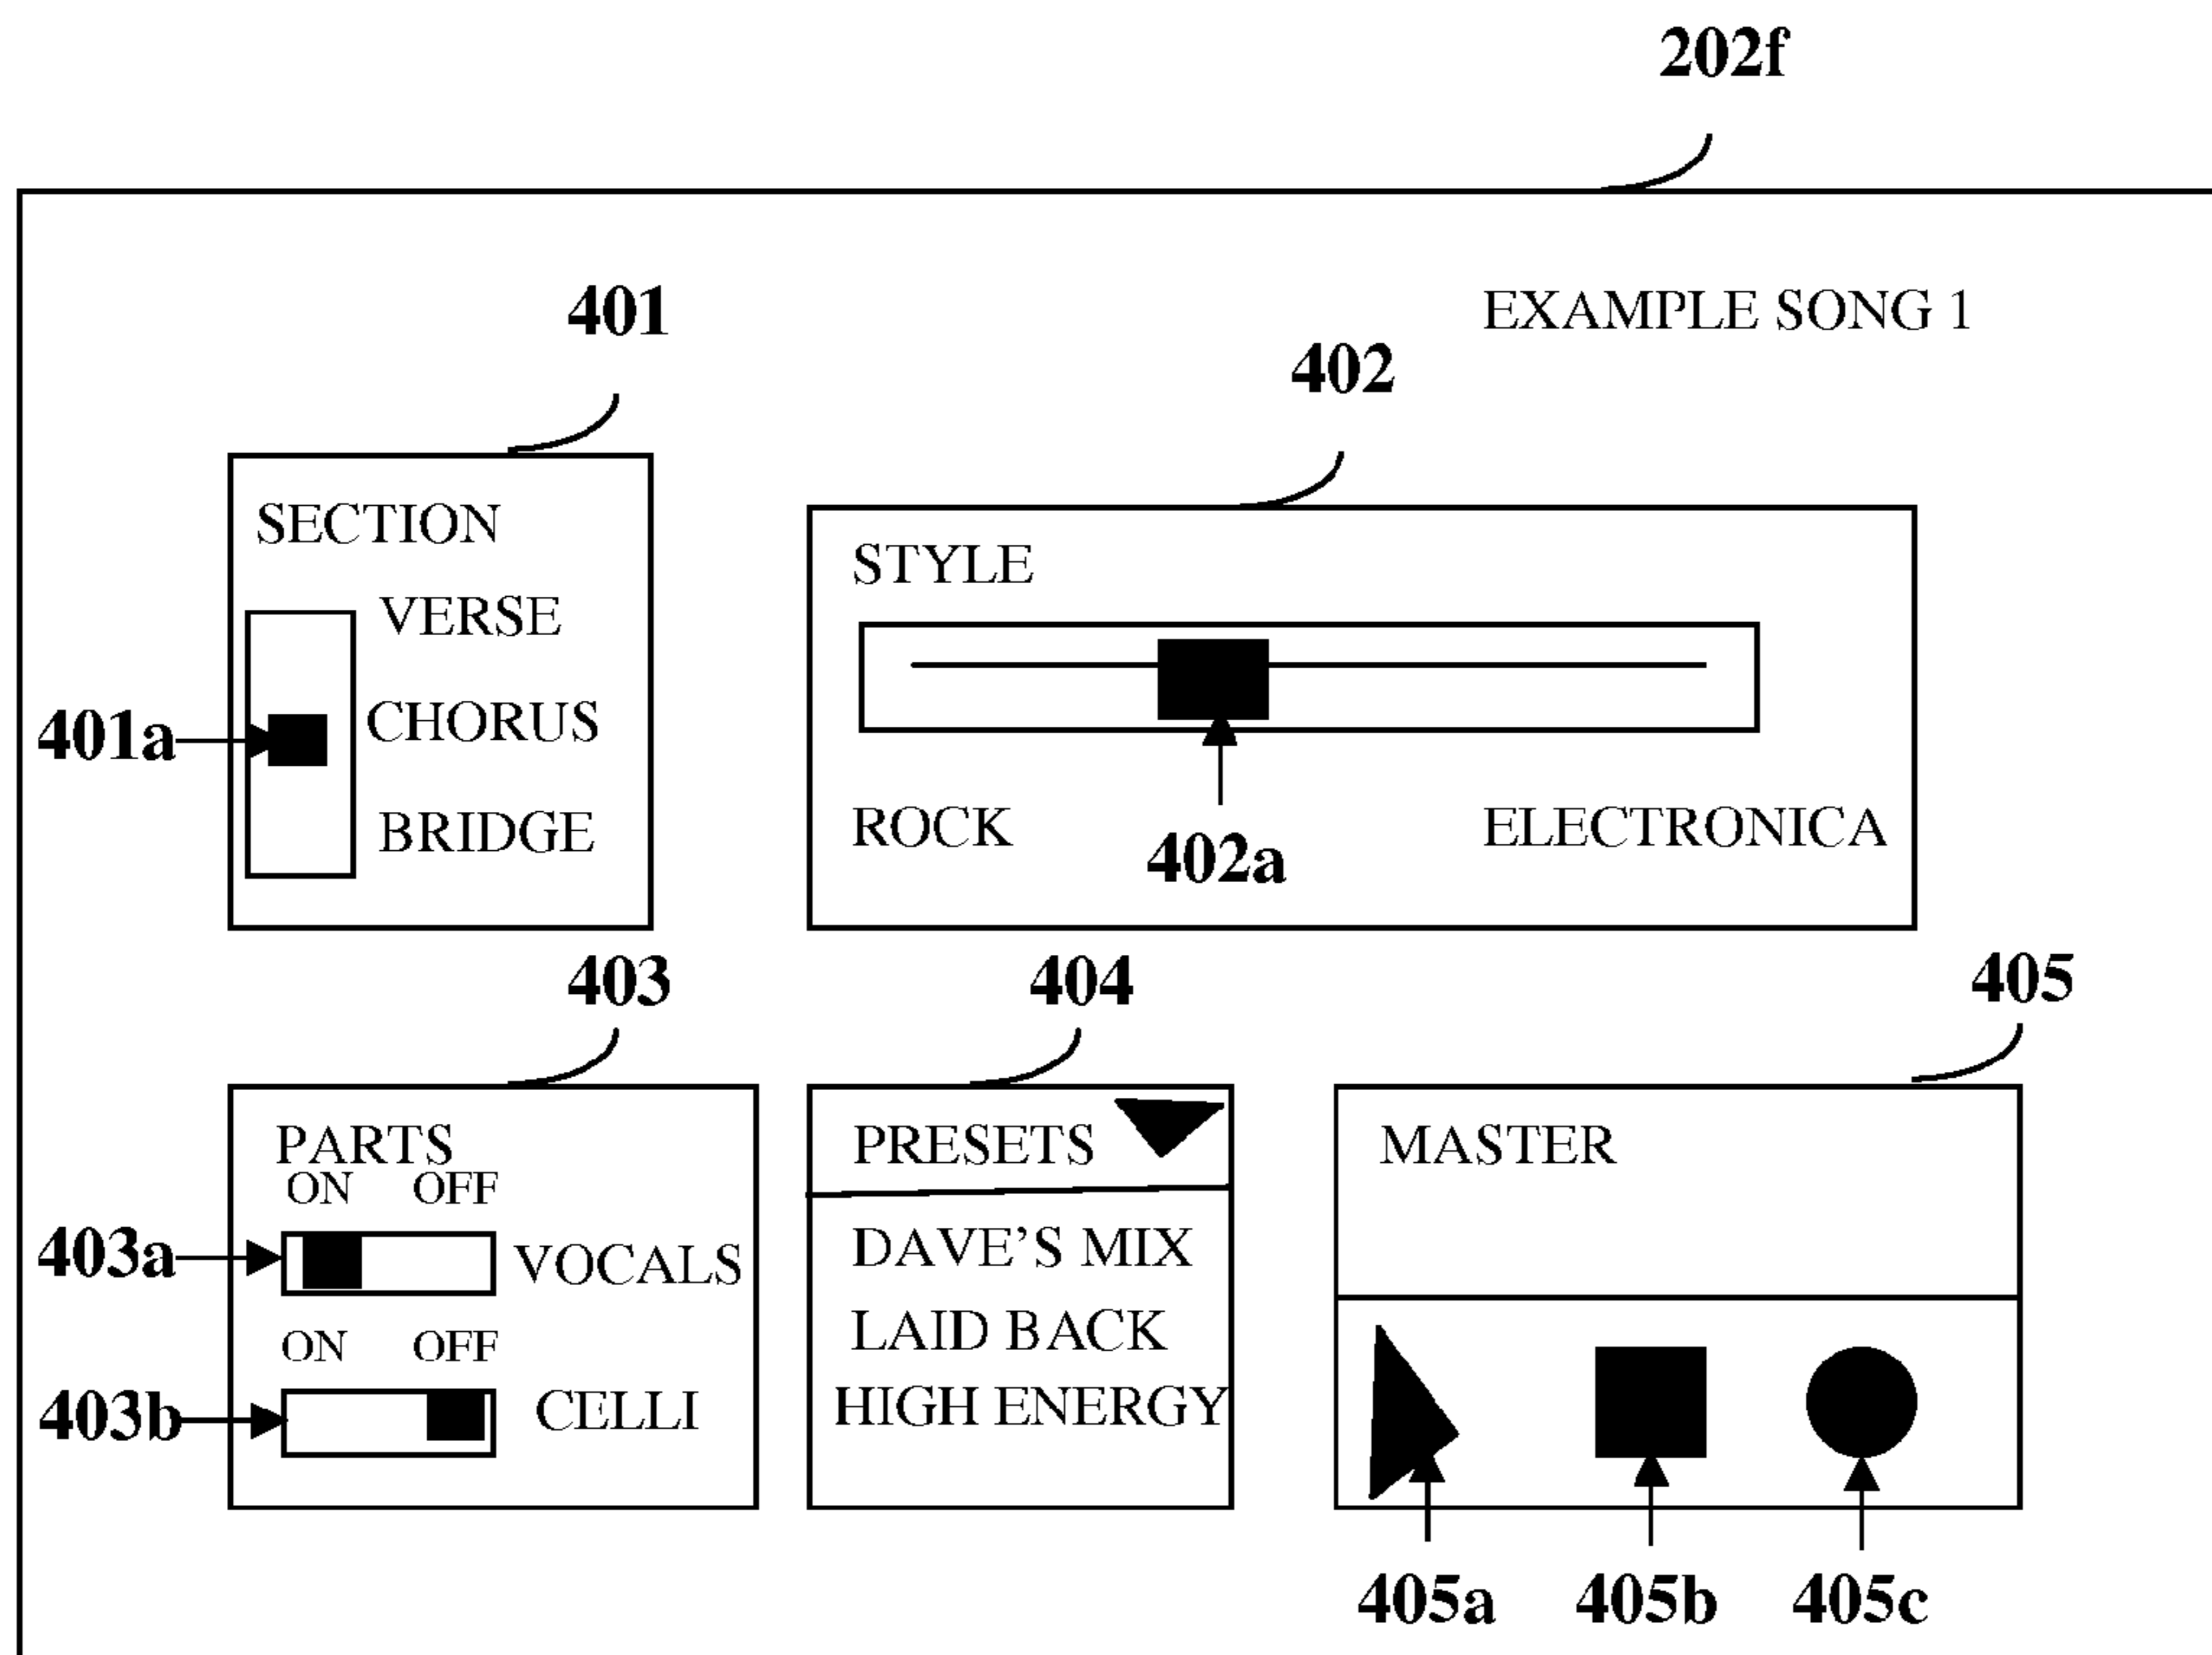 202f
EXAMPLE SONG 1
401
402
SECTION
VERSE
CHORUS
BRIDGE
401a
STYLE
ROCK
ELECTRONICA
402a
403
404
405
PARTS
ON OFF
403a
VOCALS
ON OFF
403b
CELLI
PRESETS
DAVE'S MIX
LAID BACK
HIGH ENERGY
MASTER
405a 405b 405c